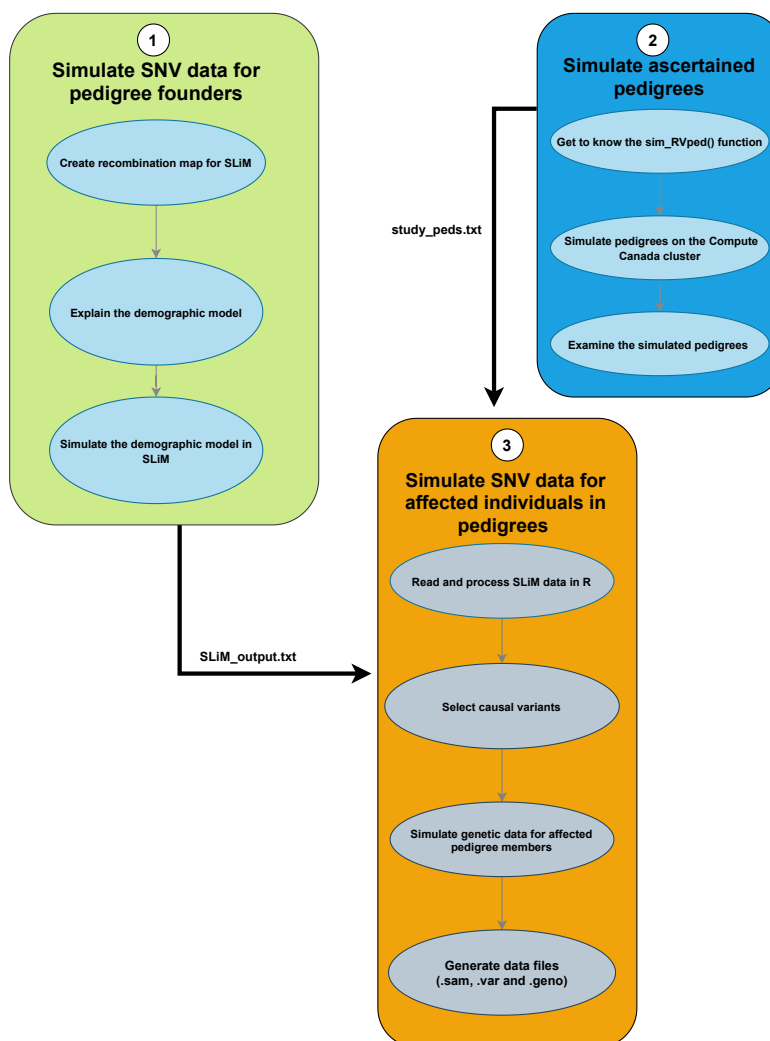 1
Simulate SNV data for
pedigree founders
Create recombination map for SLiM
Explain the demographic model
Simulate the demographic model in
SLiM
2
Simulate ascertained
pedigrees
Get to know the sim_RVped() function
Simulate pedigrees on the Compute
Canada cluster
Examine the simulated pedigrees
study_peds.txt
SLiM_output.txt
3
Simulate SNV data for
affected individuals in
pedigrees
Read and process SLiM data in R
Select causal variants
Simulate genetic data for affected
pedigree members
Generate data files
(.sam, .var and .geno)